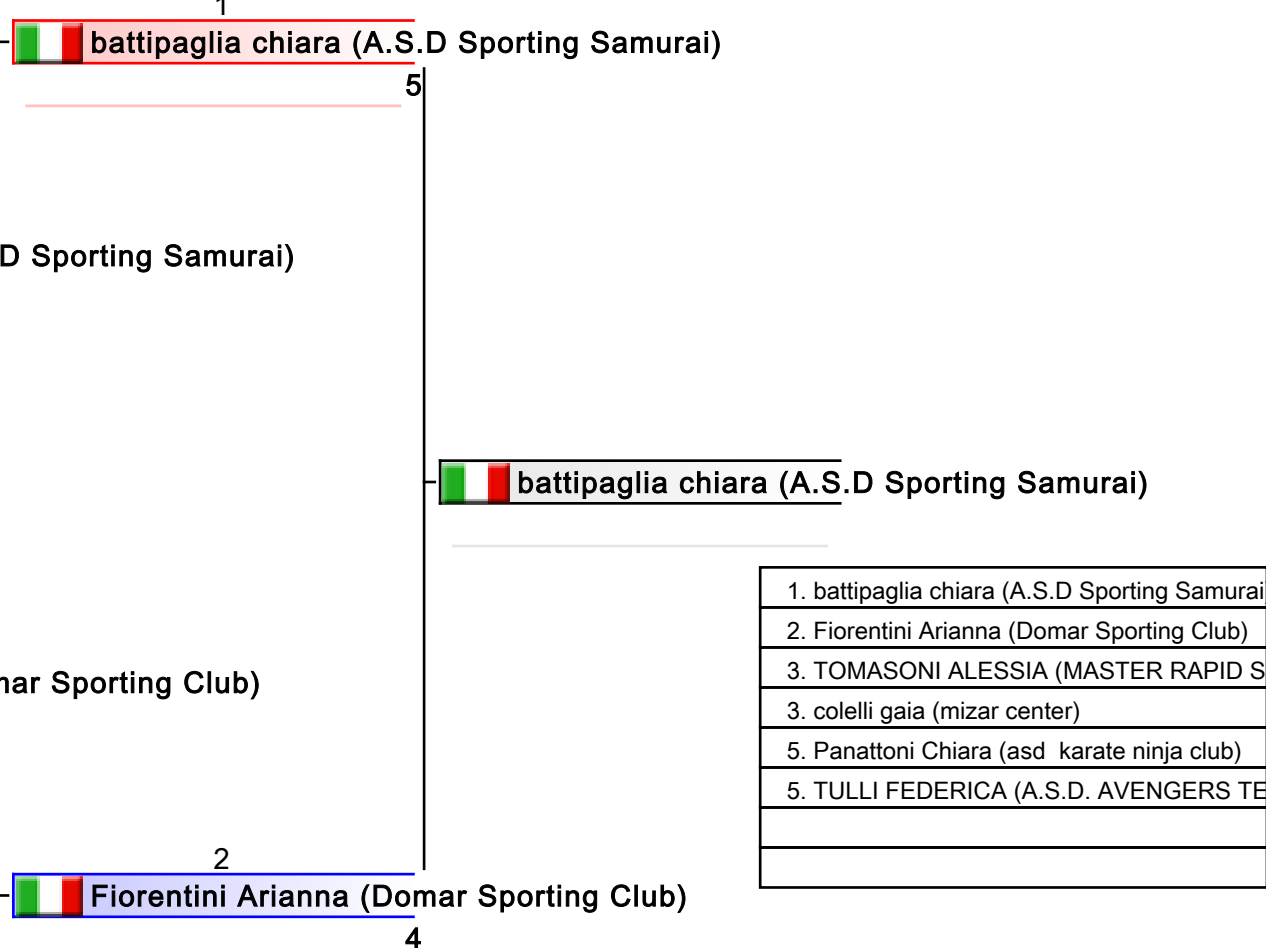 1
battipaglia chiara (A.S.D Sporting Samurai)
5
D Sporting Samurai)
battipaglia chiara (A.S.D Sporting Samurai)
1. battipaglia chiara (A.S.D Sporting Samurai)
2. Fiorentini Arianna (Domar Sporting Club)
3. TOMASONI ALESSIA (MASTER RAPID S
3. colelli gaia (mizar center)
5. Panattoni Chiara (asd  karate ninja club)
5. TULLI FEDERICA (A.S.D. AVENGERS TE
mar Sporting Club)
2
Fiorentini Arianna (Domar Sporting Club)
4